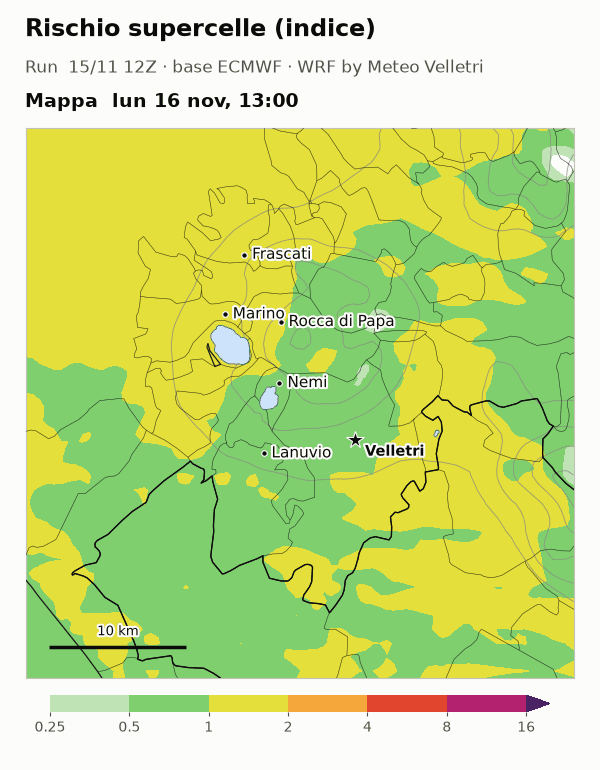 Rischio supercelle (indice)
Run  15/11 12Z · base ECMWF · WRF by Meteo Velletri
Mappa  lun 16 nov, 13:00
Frascati
Marino
Rocca di Papa
Nemi
Velletri
Lanuvio
10 km
0.25 0.5 1 2 4 8 16